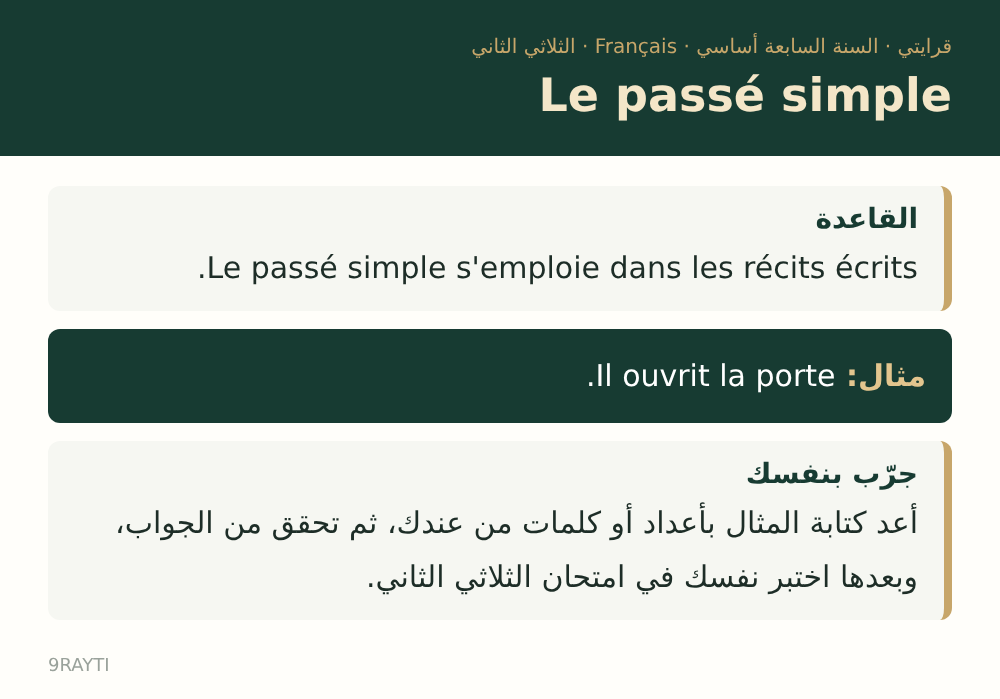 قرايتي · السنة السابعة أساسي · Français · الثلاثي الثاني
Le passé simple
القاعدة
Le passé simple s'emploie dans les récits écrits.
مثال: Il ouvrit la porte.
جرّب بنفسك
أعد كتابة المثال بأعداد أو كلمات من عندك، ثم تحقق من الجواب،
وبعدها اختبر نفسك في امتحان الثلاثي الثاني.
9RAYTI